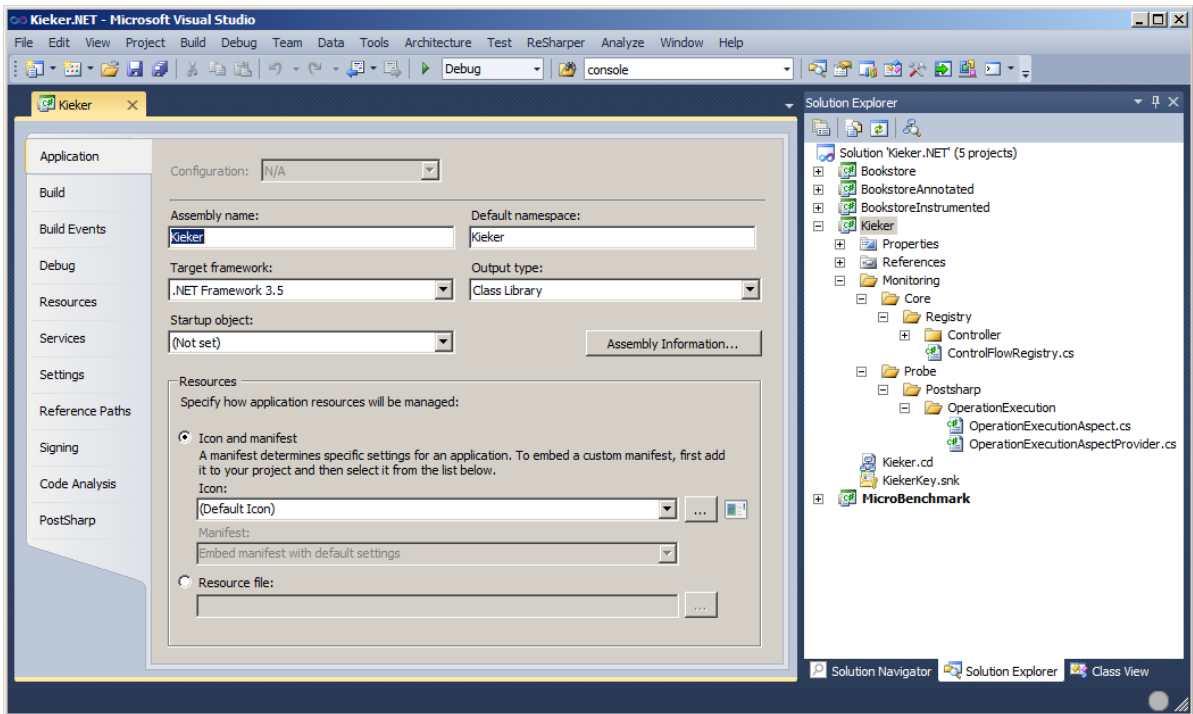 Kieker.NET - Microsoft Visual Studio
File Edit View Project Build Debug Team Data Tools Architecture Test ReSharper Analyze Window Help
Debug console
Kieker
Application
Build
Build Events
Debug
Resources
Services
Settings
Reference Paths
Signing
Code Analysis
PostSharp
Configuration: N/A
Assembly name: Default namespace:
Kieker Kieker
Target framework: Output type:
.NET Framework 3.5 Class Library
Startup object:
(Not set) Assembly Information...
Resources
Specify how application resources will be managed:
Icon and manifest
A manifest determines specific settings for an application. To embed a custom manifest, first add
it to your project and then select it from the list below.
Icon:
(Default Icon) ...
Manifest:
Embed manifest with default settings
Resource file:
...
Solution Explorer
Solution 'Kieker.NET' (5 projects)
Bookstore
BookstoreAnnotated
BookstoreInstrumented
Kieker
Properties
References
Monitoring
Core
Registry
Controller
ControlFlowRegistry.cs
Probe
Postsharp
OperationExecution
OperationExecutionAspect.cs
OperationExecutionAspectProvider.cs
Kieker.cd
KiekerKey.snk
MicroBenchmark
Solution Navigator Solution Explorer Class View